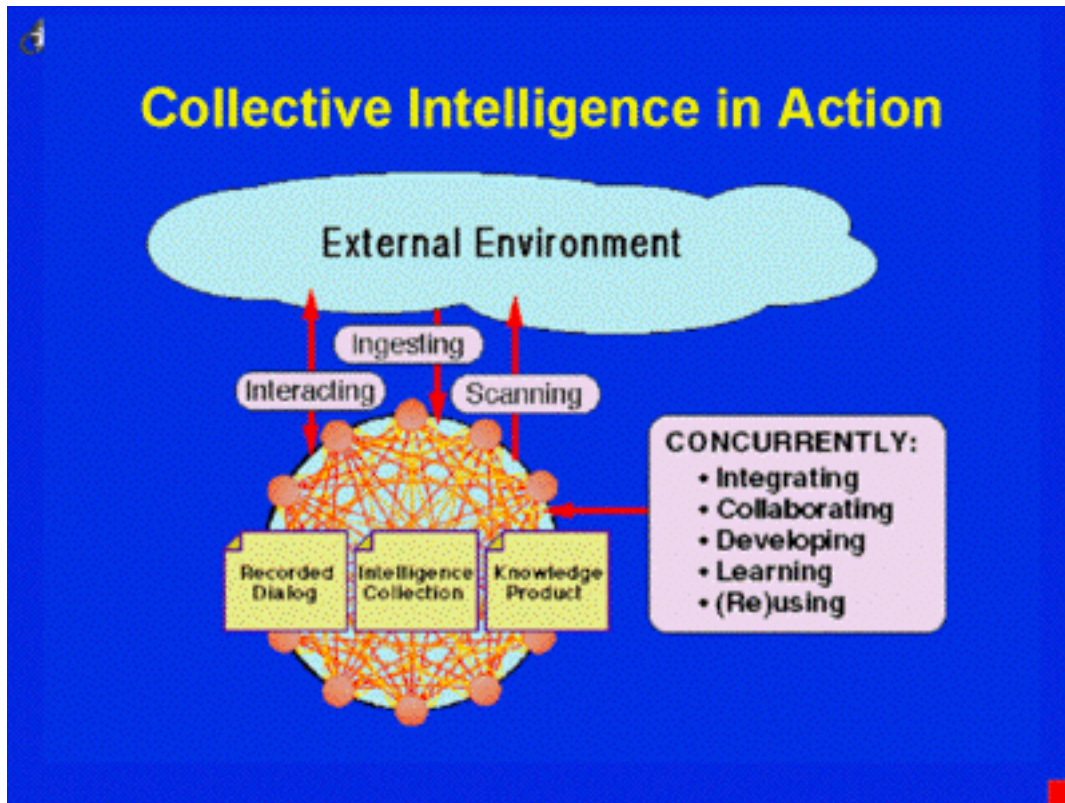 Collective Intelligence in Action
External Environment
Ingesting
Interacting
Scanning
CONCURRENTLY:
• Integrating
• Collaborating
• Developing
• Learning
• (Re)using
Recorded
Dialog
Intelligence
Collection
Knowledge
Product